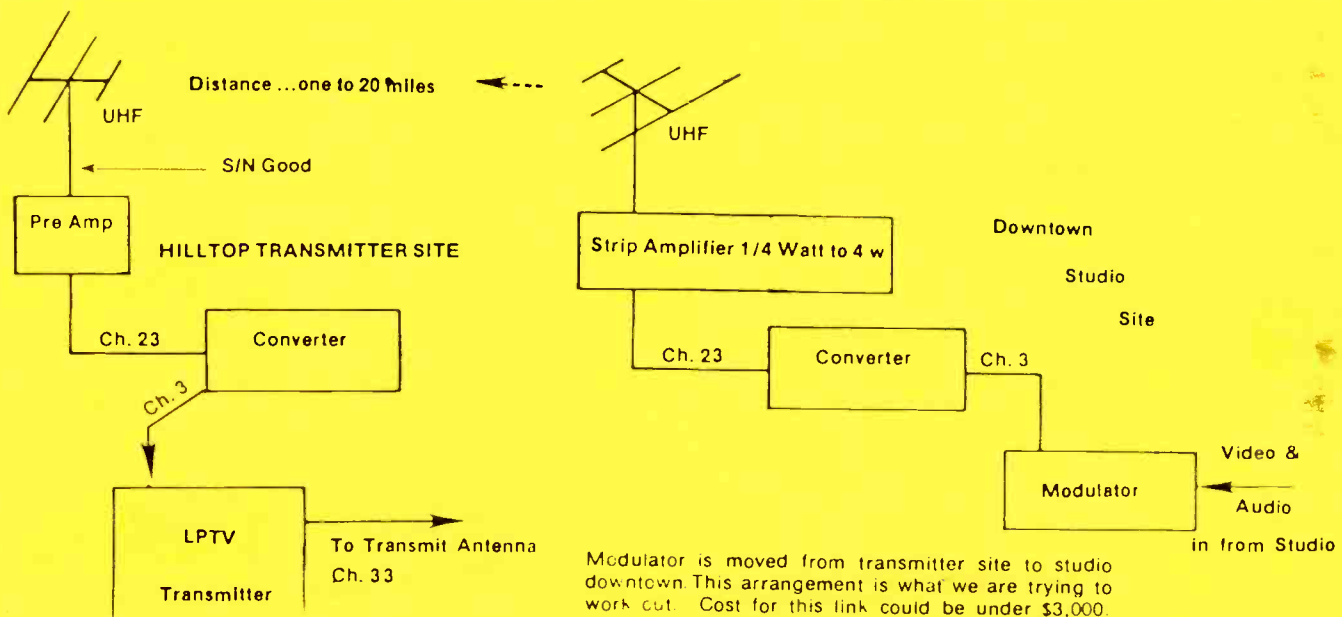 Distance ...one to 20 miles
UHF
UHF
S/N Good
Pre Amp
HILLTOP TRANSMITTER SITE
Strip Amplifier 1/4 Watt to 4 w
Downtown
Studio
Site
Ch. 23
Converter
Ch. 3
Ch. 23
Converter
Ch. 3
LPTV
Transmitter
To Transmit Antenna
Ch. 33
Modulator
Video &
Audio
in from Studio
Modulator is moved from transmitter site to studio
downtown. This arrangement is what we are trying to
work out. Cost for this link could be under $3,000.